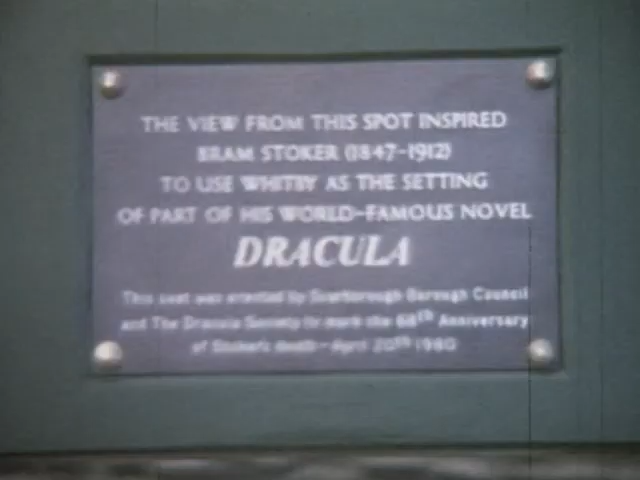 THE VIEW FROM THIS SPOT INSPIRED
BRAM STOKER (1847-1912)
TO USE WHITBY AS THE SETTING
OF PART OF HIS WORLD-FAMOUS NOVEL
DRACULA
This seat was erected by Scarborough Borough Council
and The Dracula Society to mark the 68th Anniversary
of Stoker's death - April 20th 1980